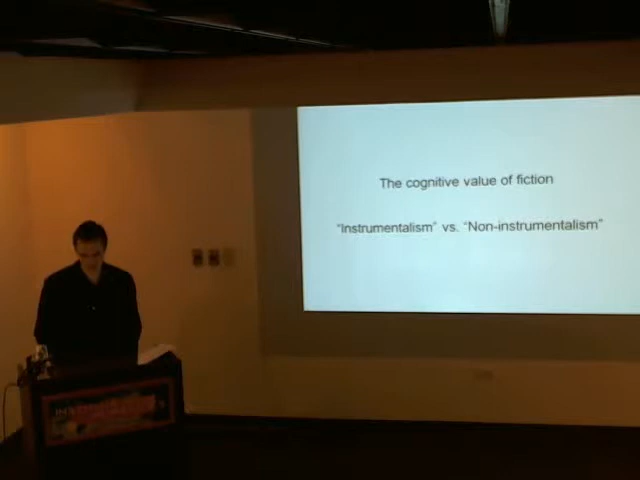 The cognitive value of fiction
“Instrumentalism” vs. “Non-instrumentalism”